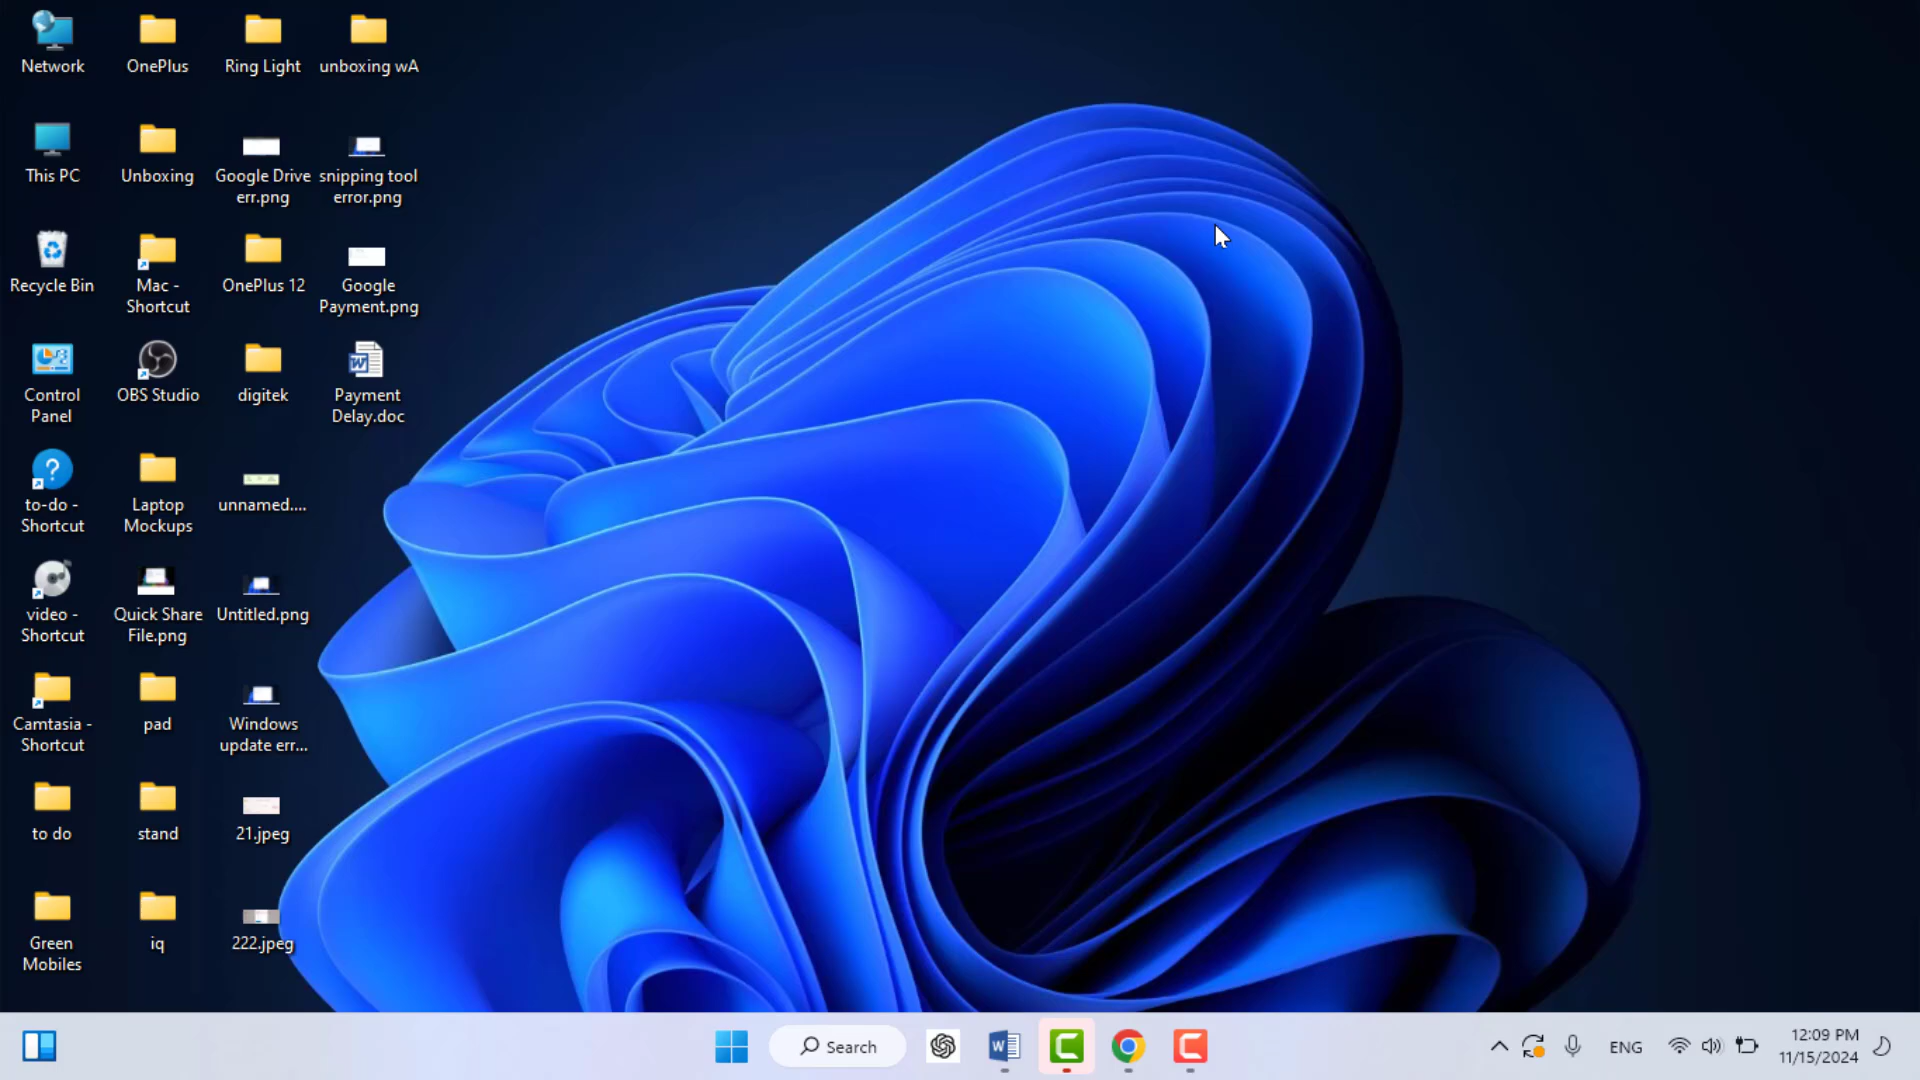 Network
OnePlus
Ring Light
unboxing wA
This PC
Unboxing
Google Drive
err.png
snipping tool
error.png
Recycle Bin
Mac -
Shortcut
OnePlus 12
Google
Payment.png
Control
Panel
OBS Studio
digitek
Payment
Delay.doc
to-do -
Shortcut
Laptop
Mockups
unnamed....
video -
Shortcut
Quick Share
File.png
Untitled.png
Camtasia -
Shortcut
pad
Windows
update err...
to do
stand
21.jpeg
Green
Mobiles
iq
222.jpeg
Search
ENG
12:09 PM
11/15/2024